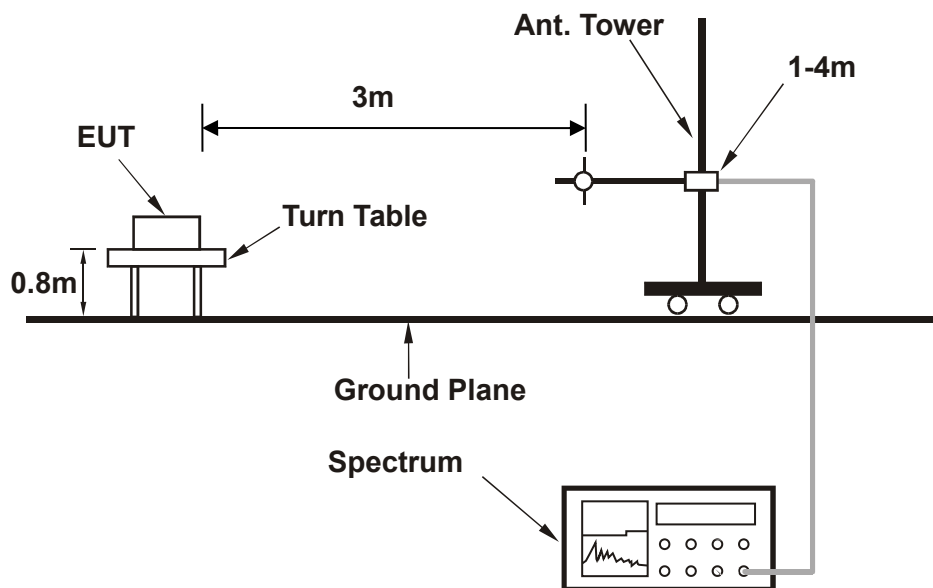 Ant. Tower
1-4m
3m
EUT
Turn Table
0.8m
Ground Plane
Spectrum